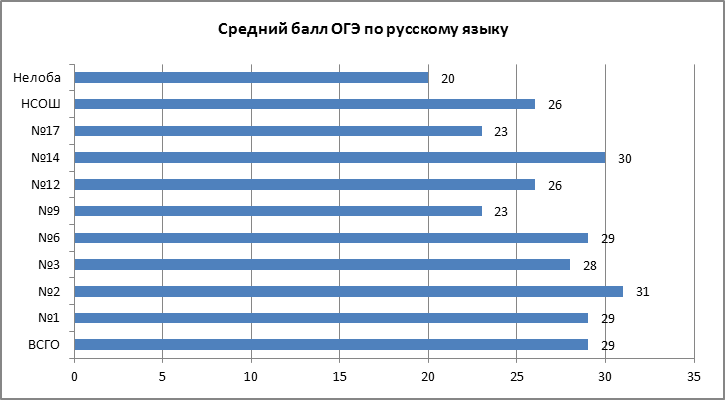 Средний балл ОГЭ по русскому языку
Нелоба 20
НСОШ 26
№17 23
№14 30
№12 26
№9 23
№6 29
№3 28
№2 31
№1 29
ВСГО 29
0 5 10 15 20 25 30 35